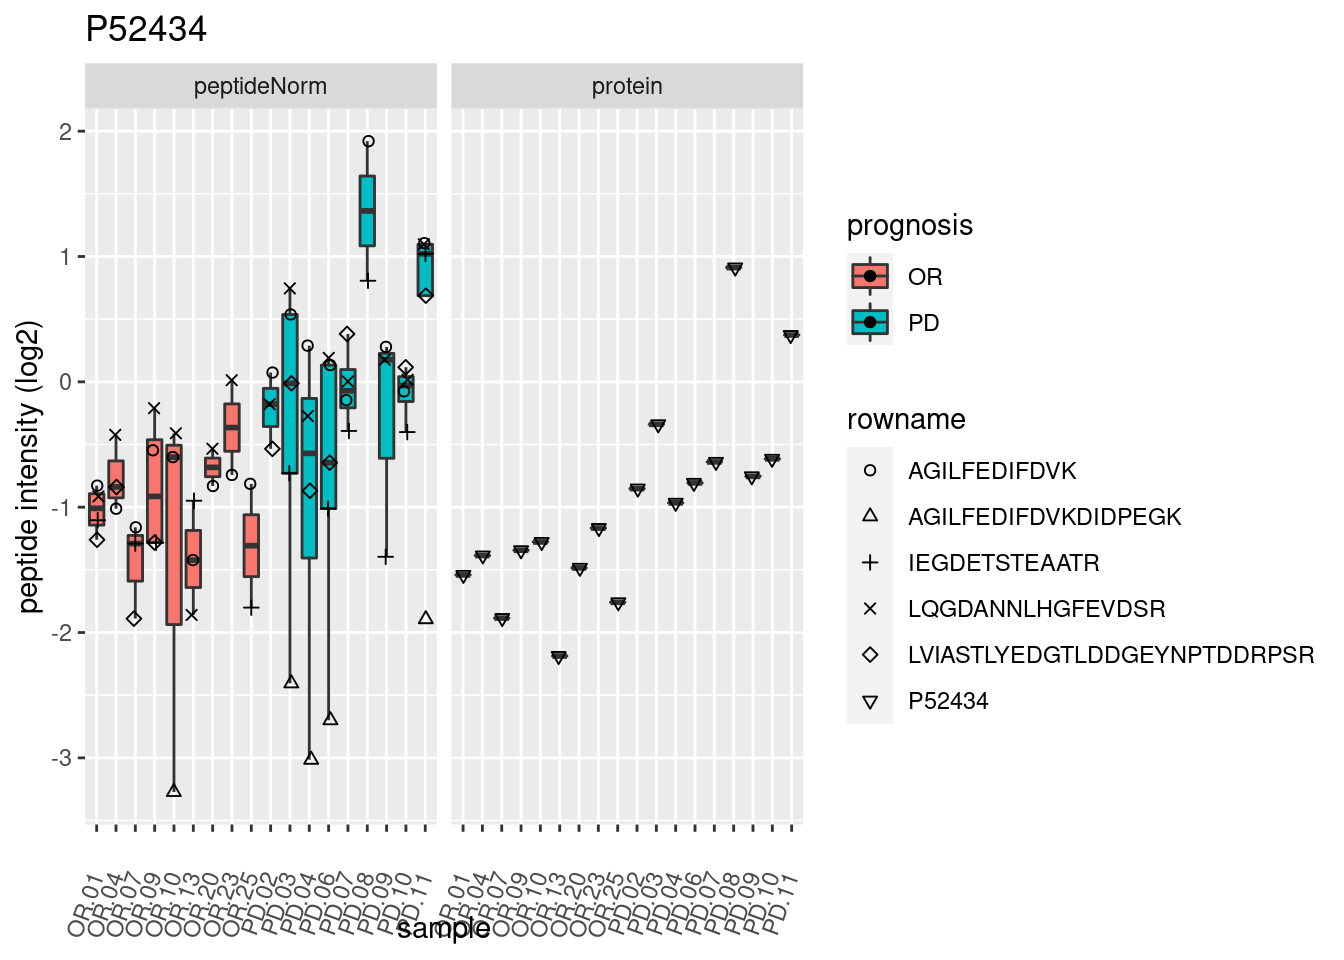 P52434
peptideNorm
protein
2
1
0
-1
-2
-3
peptide intensity (log2)
OR.01
OR.04
OR.07
OR.09
OR.10
OR.13
OR.20
OR.23
OR.25
PD.02
PD.03
PD.04
PD.06
PD.07
PD.08
PD.09
PD.10
PD.11
OR.01
OR.04
OR.07
OR.09
OR.10
OR.13
OR.20
OR.23
OR.25
PD.02
PD.03
PD.04
PD.06
PD.07
PD.08
PD.09
PD.10
PD.11
sample
prognosis
OR
PD
rowname
AGILFEDIFDVK
AGILFEDIFDVKDIDPEGK
IEGDETSTEAATR
LQGDANNLHGFEVDSR
LVIASTLYEDGTLDDGEYNPTDDRPSR
P52434